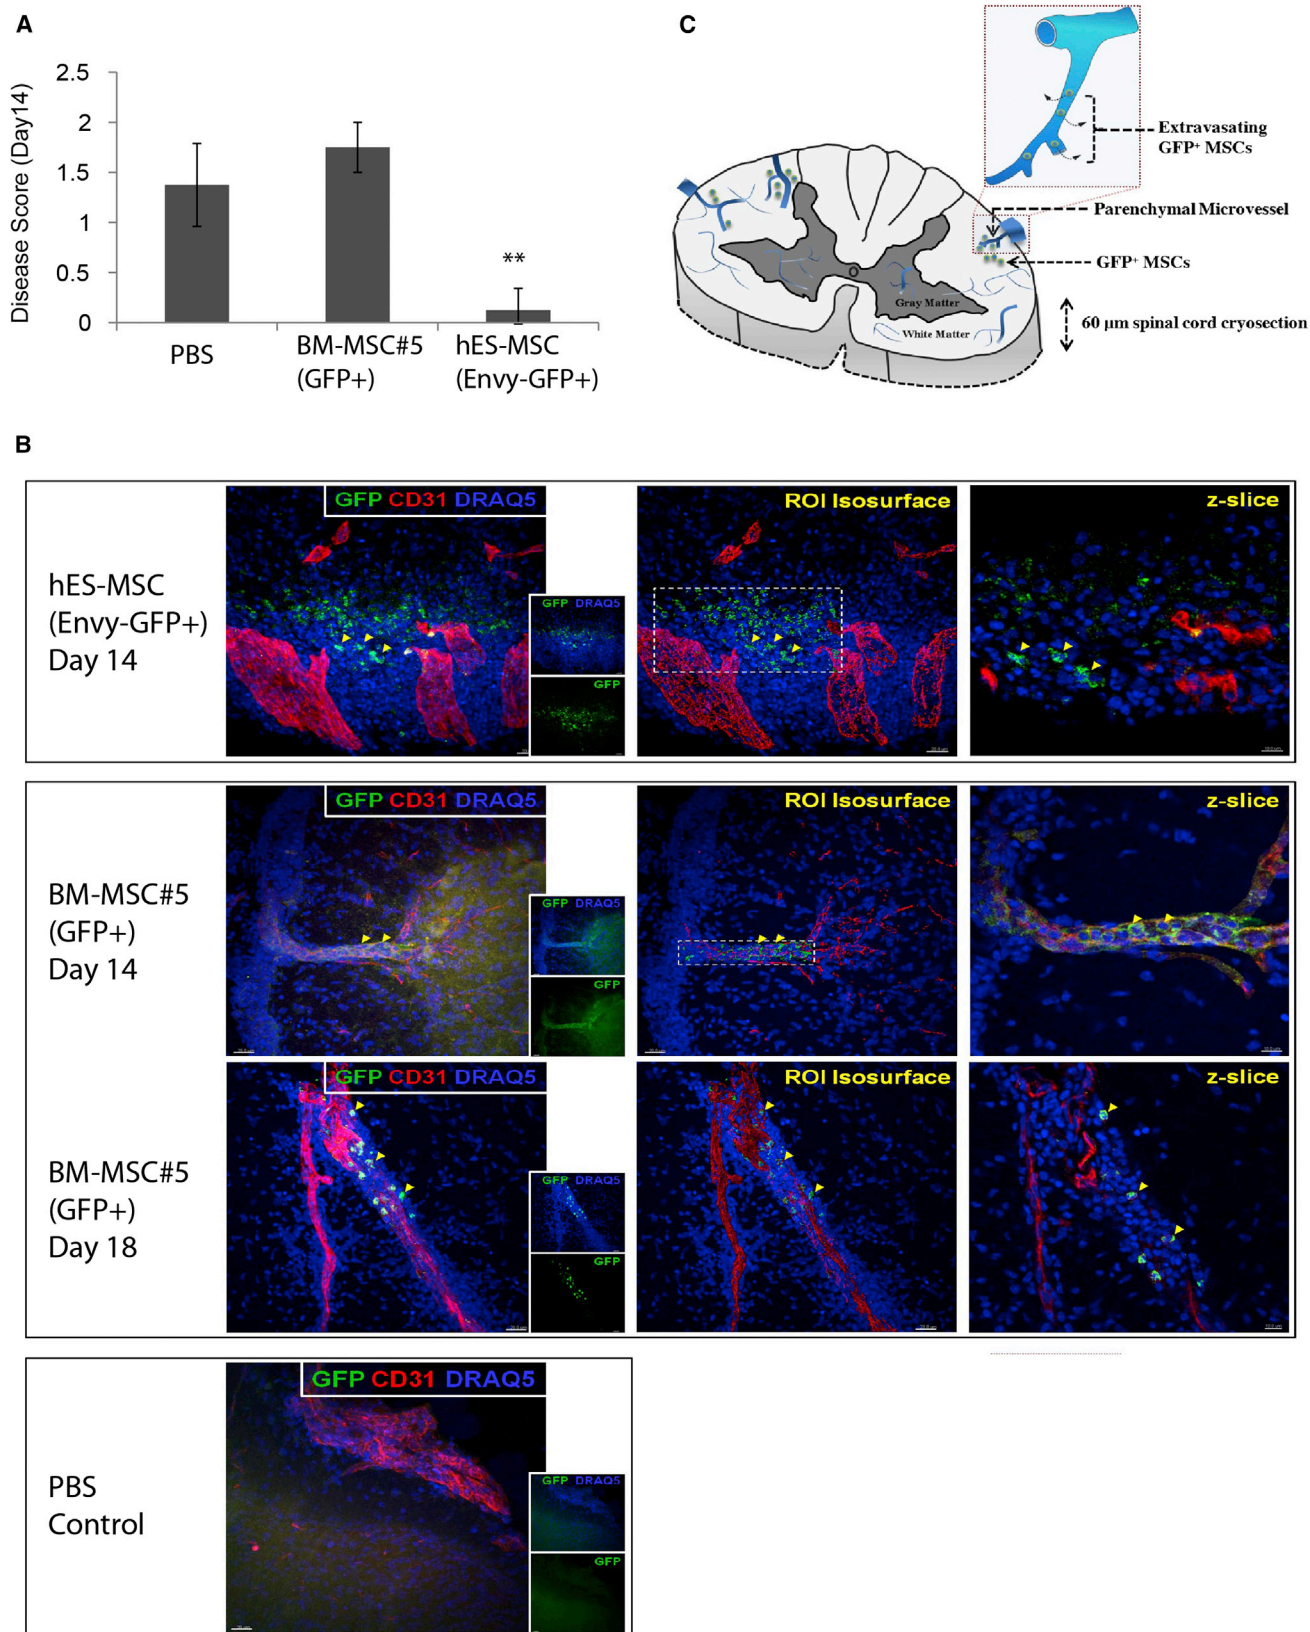 A
Disease Score (Day14)
2.5
2
1.5
1
0.5
0
**
PBS
BM-MSC#5
(GFP+)
hES-MSC
(Envy-GFP+)
C
Extravasating
GFP⁺ MSCs
Parenchymal Microvessel
GFP⁺ MSCs
Gray Matter
White Matter
60 μm spinal cord cryosection
B
hES-MSC
(Envy-GFP+)
Day 14
GFP CD31 DRAQ5
GFP DRAQ5
GFP
ROI Isosurface
z-slice
BM-MSC#5
(GFP+)
Day 14
GFP CD31 DRAQ5
GFP DRAQ5
GFP
ROI Isosurface
z-slice
BM-MSC#5
(GFP+)
Day 18
GFP CD31 DRAQ5
GFP DRAQ5
GFP
ROI Isosurface
z-slice
PBS
Control
GFP CD31 DRAQ5
GFP DRAQ5
GFP